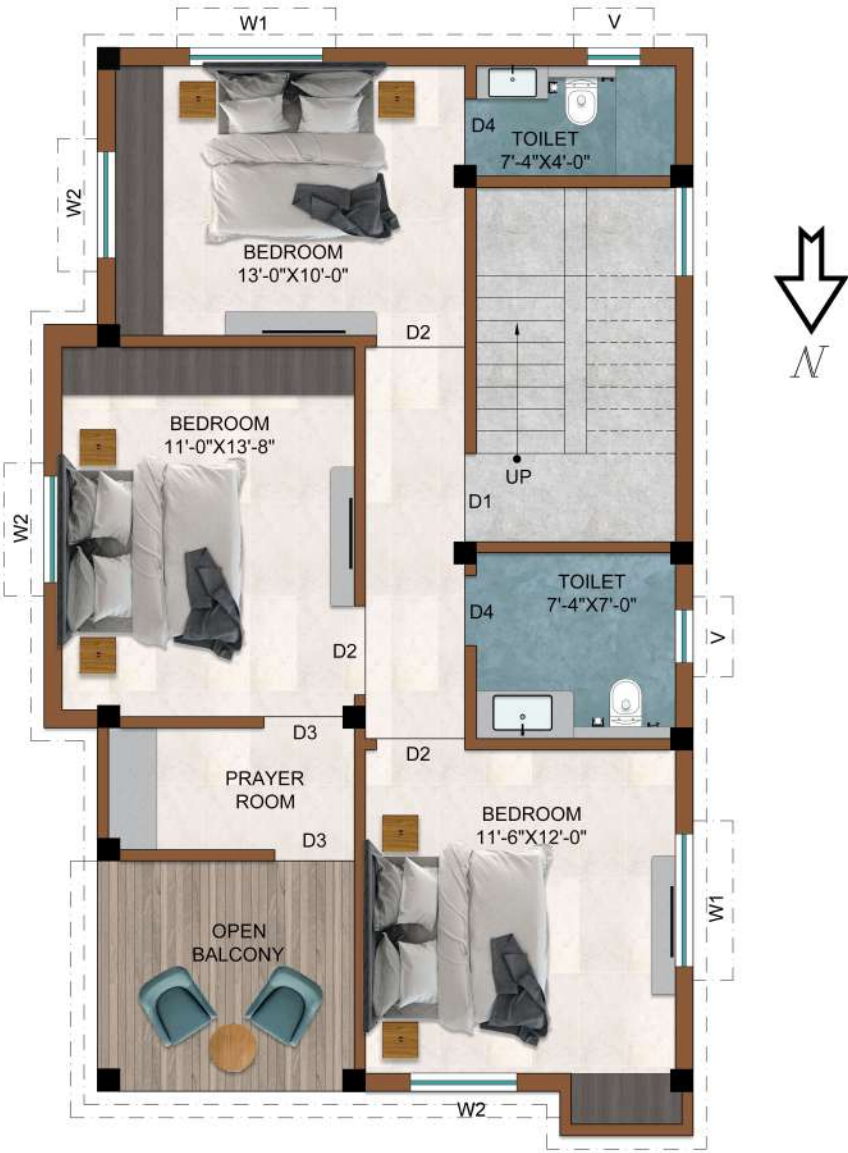 W1
V
D4
TOILET
7'-4"X4'-0"
W2
BEDROOM
13'-0"X10'-0"
D2
N
BEDROOM
11'-0"X13'-8"
UP
D1
W2
TOILET
7'-4"X7'-0"
D4
V
D2
D3
D2
PRAYER
ROOM
D3
BEDROOM
11'-6"X12'-0"
W1
OPEN
BALCONY
W2